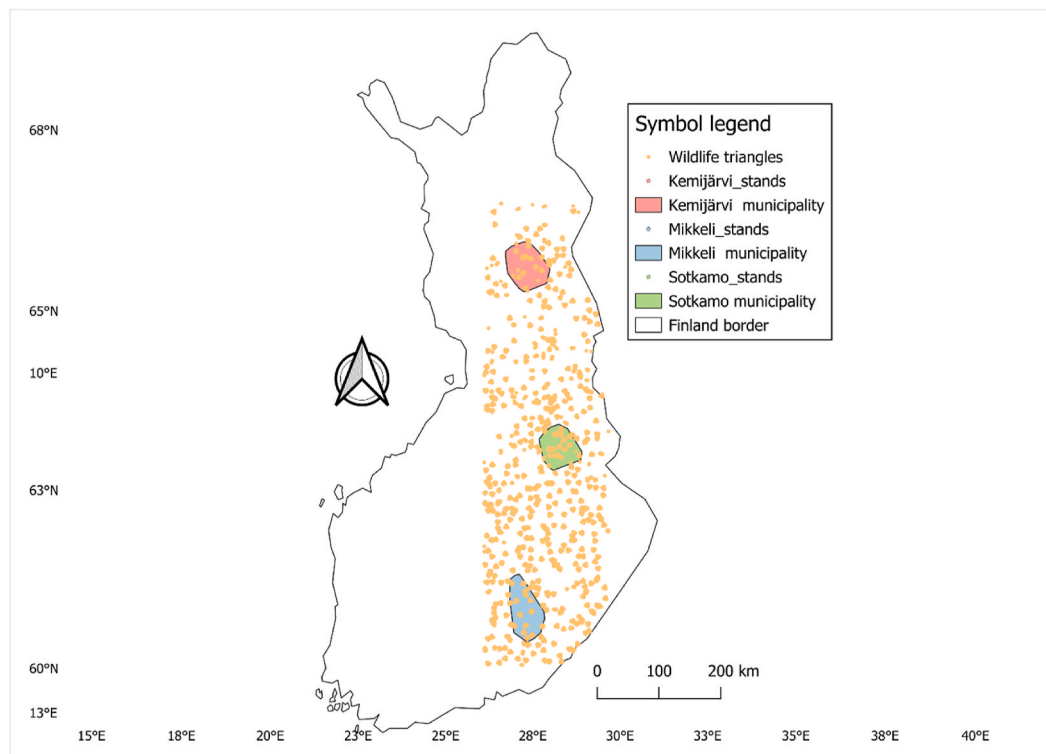 68°N
65°N
10°E
63°N
60°N
13°E
Symbol legend
Wildlife triangles
Kemijärvi_stands
Kemijärvi municipality
Mikkeli_stands
Mikkeli municipality
Sotkamo_stands
Sotkamo municipality
Finland border
0 100 200 km
15°E 18°E 20°E 23°E 25°E 28°E 30°E 33°E 35°E 38°E 40°E